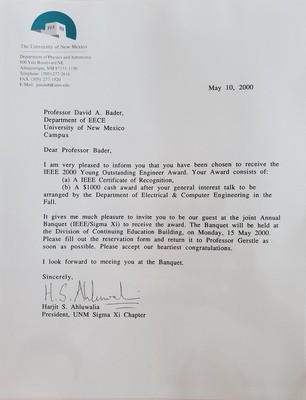 The University of New Mexico
Department of Physics and Astronomy
800 Yale Boulevard NE
Albuquerque, NM 87131-1156
Telephone (505) 277-2616
FAX (505) 277-1520
E-Mail:
May 10, 2000
Professor David A. Bader,
Department of EECE
University of New Mexico
Campus
Dear Professor Bader,
I am very pleased to inform you that you have been chosen to receive the
IEEE 2000 Young Outstanding Engineer Award. Your Award consists of:
(a) A IEEE Certificate of Recognition,
(b) A $1000 cash award after your general interest talk to be
arranged by the Department of Electrical & Computer Engineering in the
Fall.
It gives me much pleasure to invite you to be our guest at the joint Annual
Banquet (IEEE/Sigma Xi) to receive the award. The Banquet will be held
at the Division of Continuing Education Building, on Monday, 15 May 2000.
Please fill out the reservation form and return it to Professor Gerstle as
soon as possible. Please accept our heartiest congratulations.
I look forward to meeing you at the Banquet.
Sincerely,
H.S. Ahluwalia
Harjit S. Ahluwalia
President, UNM Sigma Xi Chapter